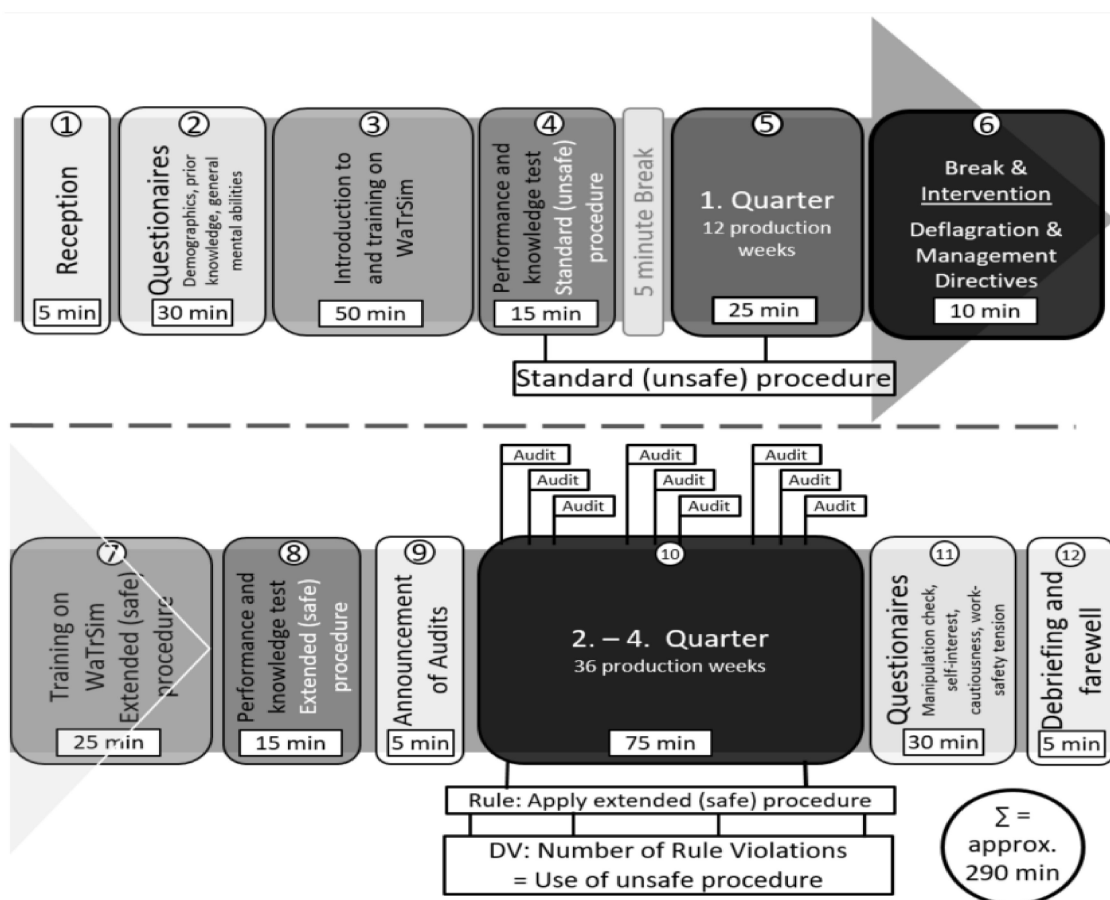 1
Reception
5 min
2
Questionaires
Demographics, prior
knowledge, general
mental abilities
30 min
3
Introduction to
and training on
WaTrSim
50 min
4
Performance and
knowledge test
Standard (unsafe)
procedure
15 min
5 minute Break
5
1. Quarter
12 production
weeks
25 min
6
Break &
Intervention
Deflagration &
Management
Directives
10 min
Standard (unsafe) procedure
7
Training on
WaTrSim
Extended (safe)
procedure
25 min
8
Performance and
knowledge test
Extended (safe)
procedure
15 min
9
Announcement
of Audits
5 min
Audit
Audit
Audit
Audit
Audit
Audit
Audit
Audit
Audit
10
2. – 4. Quarter
36 production weeks
75 min
11
Questionaires
Manipulation check,
self-interest,
cautiousness, work-
safety tension
30 min
12
Debriefing and
farewell
5 min
Rule: Apply extended (safe) procedure
DV: Number of Rule Violations
= Use of unsafe procedure
∑ =
approx.
290 min